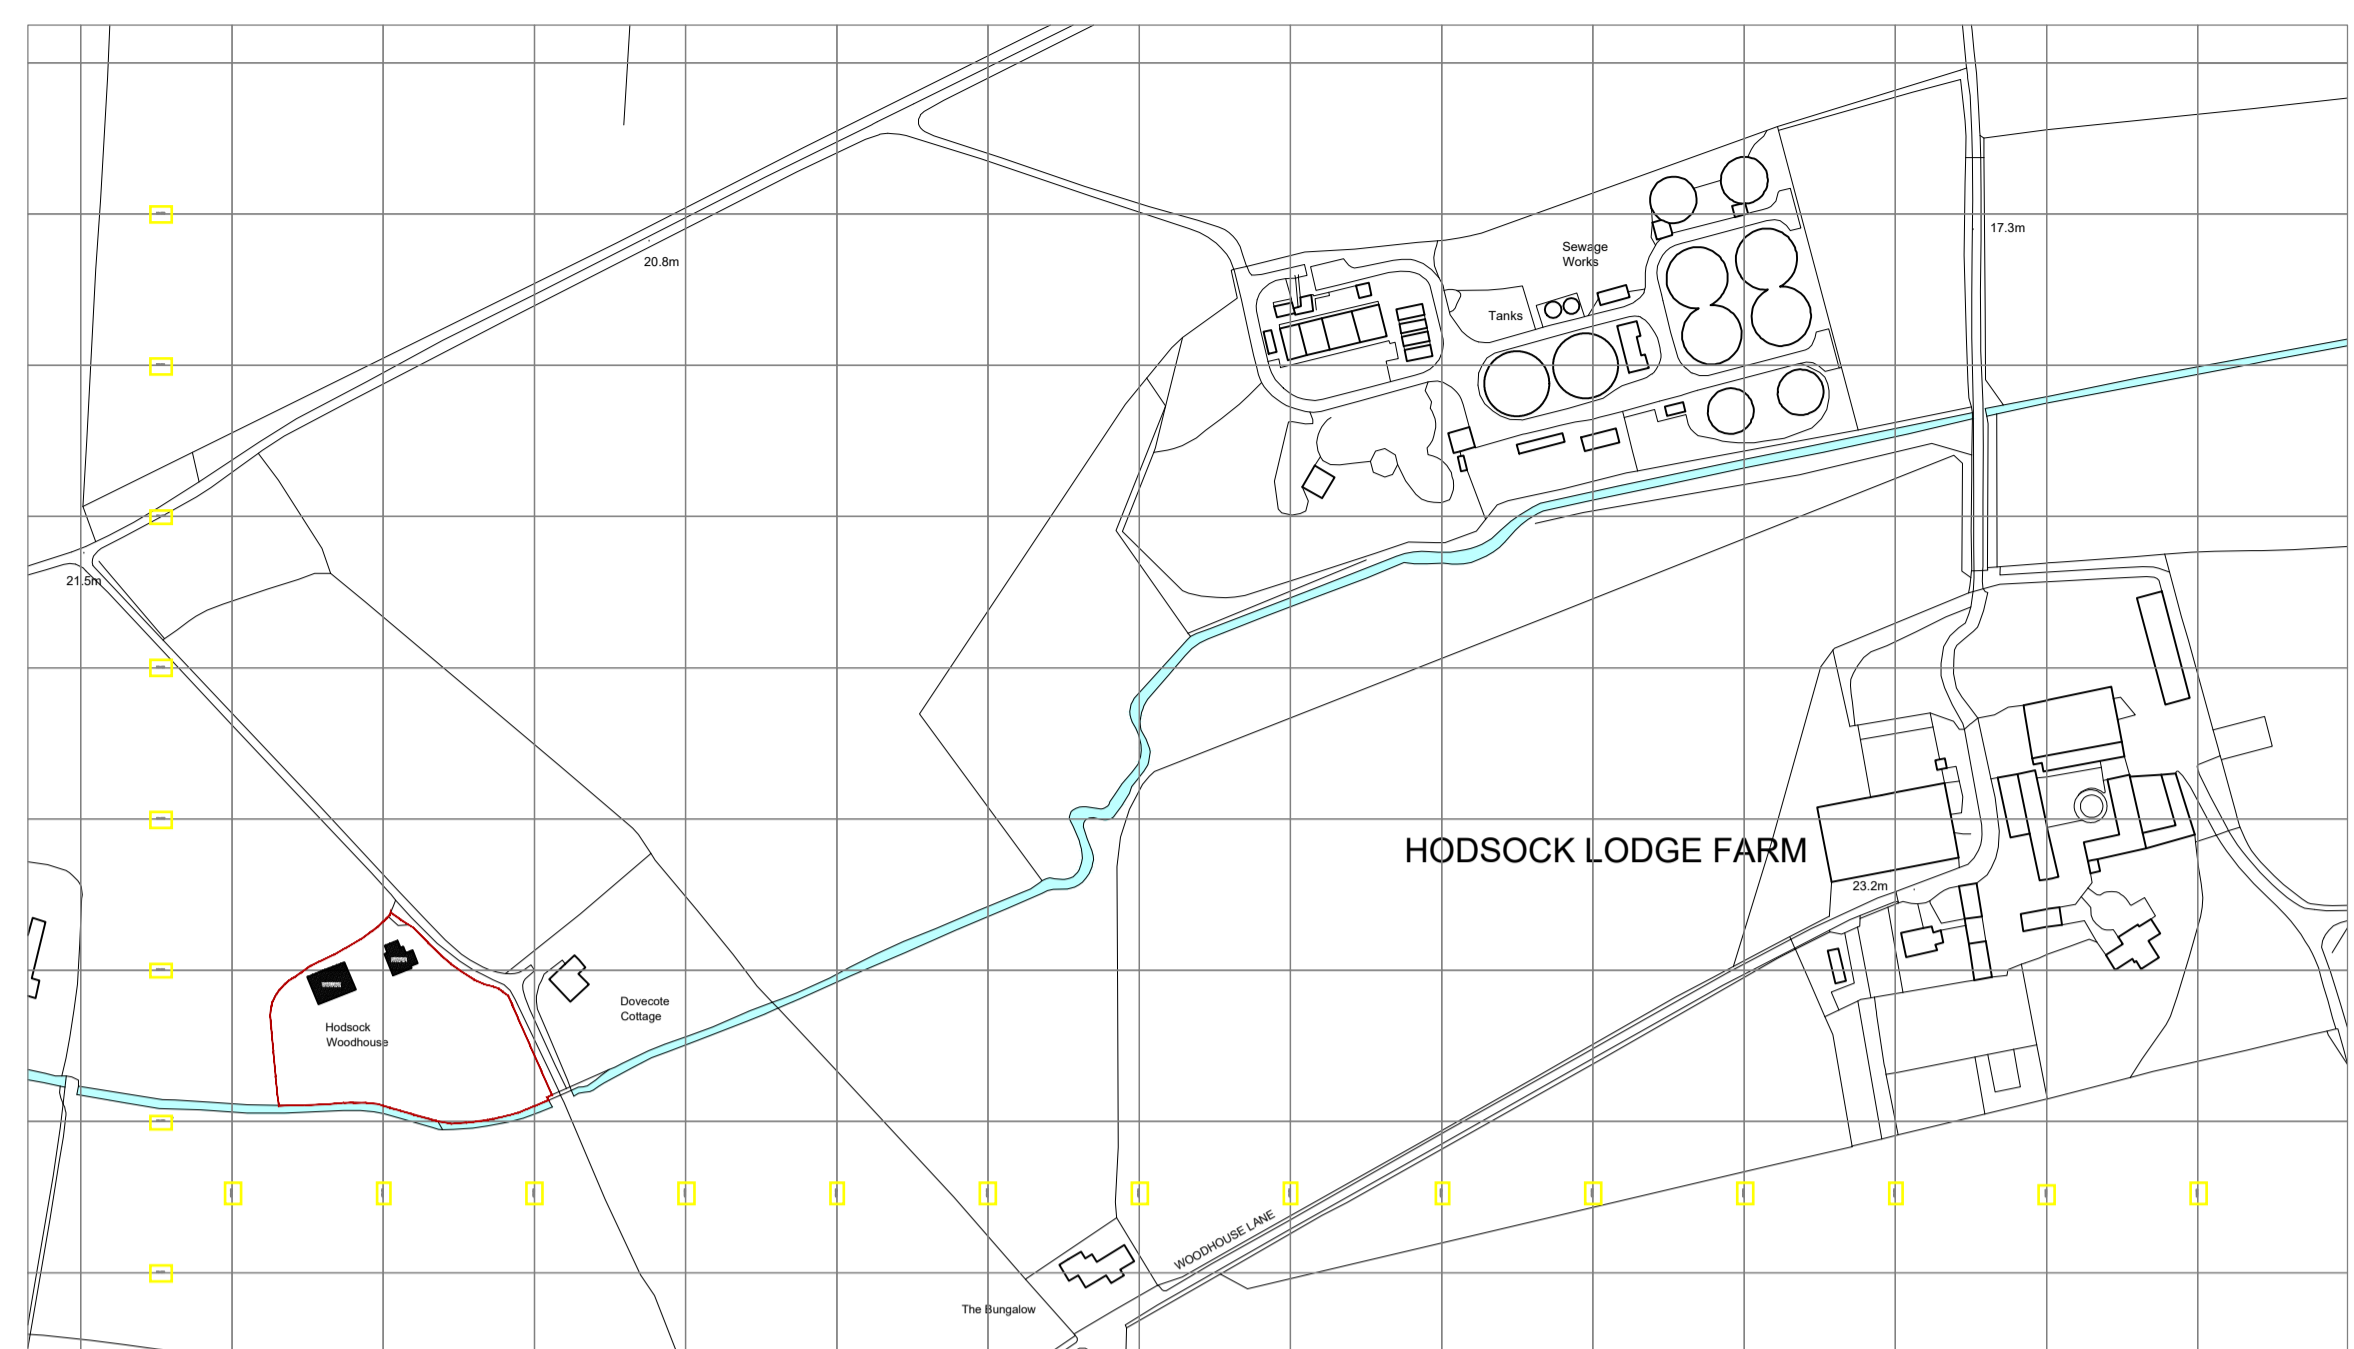 17.3m
Sewage
Works
20.8m
Tanks
21.5m
HODSOCK LODGE FARM
23.2m
Dovecote
Cottage
Hodsock
Woodhouse
WOODHOUSE LANE
The Bungalow